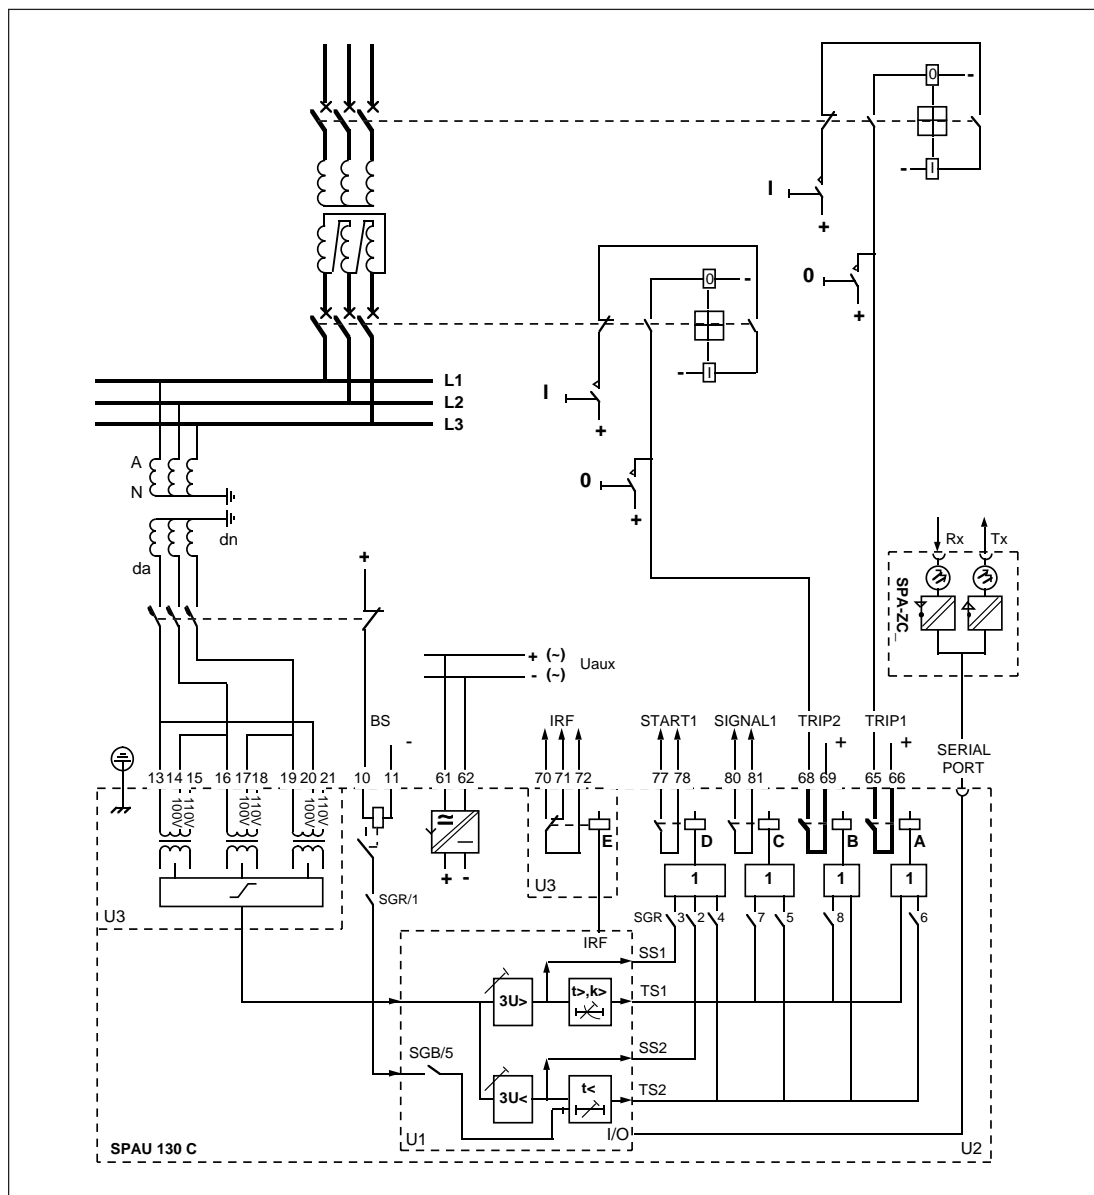 0 -
- I
I
+
0
+
0 -
- I
I
+
0
+
L1
L2
L3
A
N
dn
da
+
Rx Tx
SPA-ZC_
+ (~)
- (~)
Uaux
BS
-
IRF
START1
SIGNAL1
TRIP2
TRIP1
+
+
SERIAL
PORT
13 14 15 16 17 18 19 20 21
10 11
61 62
70 71 72
77 78
80 81
68 69
65 66
100V 110V
100V 110V
100V 110V
≂
+ -
E
D
C
B
A
U3
U3
1
1
1
1
SGR/1
SGR 3 2 4 7 5 8 6
IRF
SS1
3U>
t>,k>
TS1
SGB/5
SS2
3U<
t<
TS2
I/O
U1
U2
SPAU 130 C